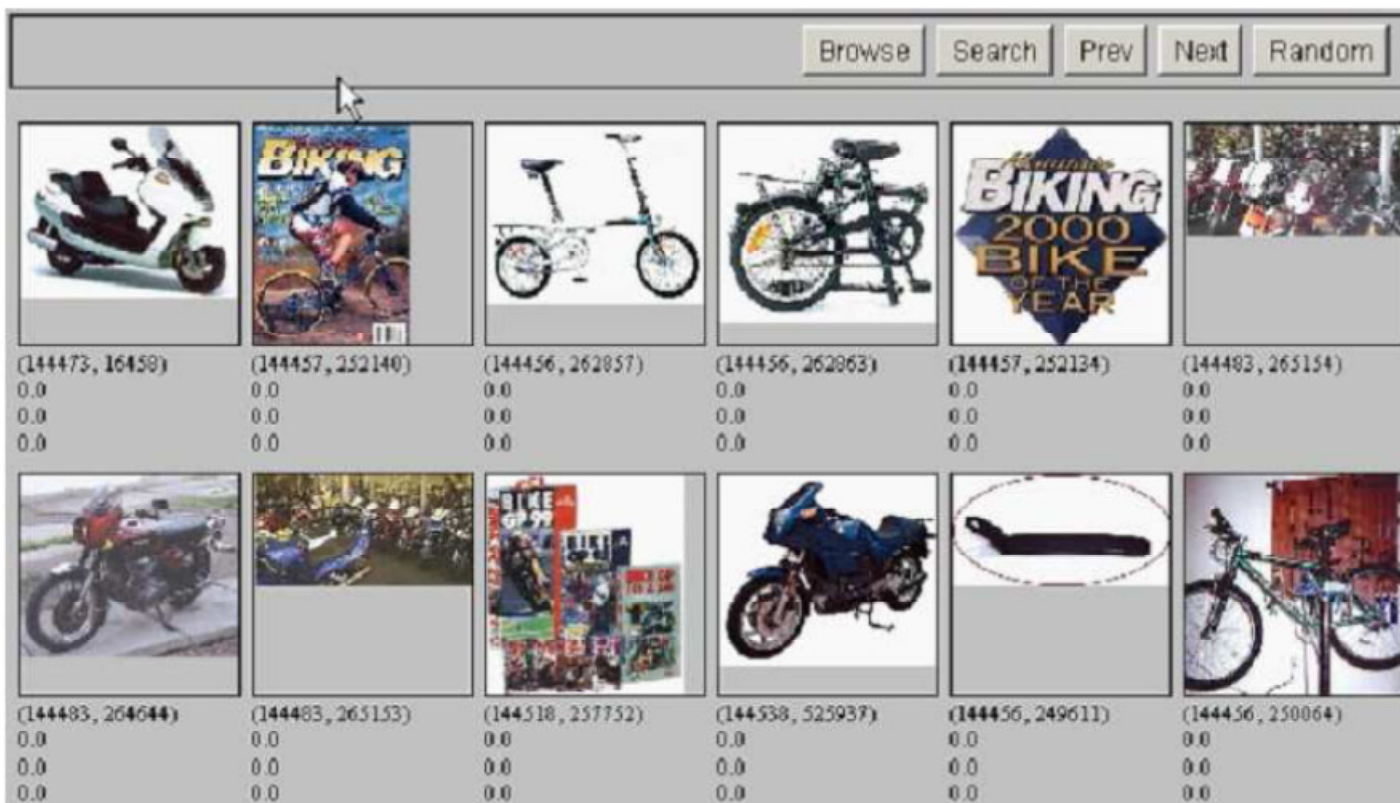 Browse Search Prev Next Random
BIKING
BIKING
2000
BIKE
OF THE
YEAR
(144473, 16458) (144457, 252140) (144456, 262857) (144456, 262863) (144457, 252134) (144483, 265154)
0.0 0.0 0.0 0.0 0.0 0.0
0.0 0.0 0.0 0.0 0.0 0.0
0.0 0.0 0.0 0.0 0.0 0.0
BIKE
GP 99
BIKE
(144483, 264644) (144483, 265153) (144518, 257752) (144538, 525937) (144456, 249611) (144456, 250064)
0.0 0.0 0.0 0.0 0.0 0.0
0.0 0.0 0.0 0.0 0.0 0.0
0.0 0.0 0.0 0.0 0.0 0.0